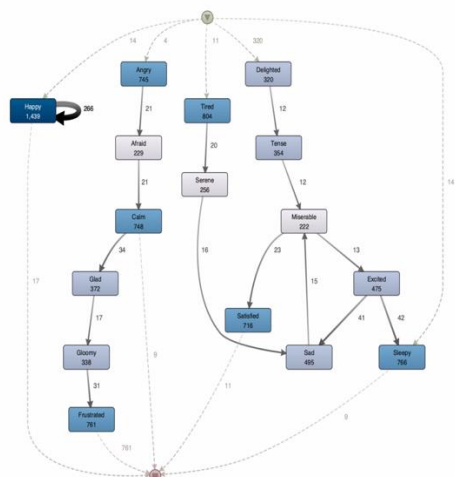 14
4
11
320
Angry
745
Delighted
320
Happy
1,439
266
Tired
804
21
12
20
12
14
Afraid
229
Tense
354
Serene
256
21
Calm
748
Miserable
222
34
16
23
13
17
Glad
372
15
Excited
475
17
Satisfied
716
41
42
Gloomy
338
Sad
495
Sleepy
766
31
9
11
9
Frustrated
761
761